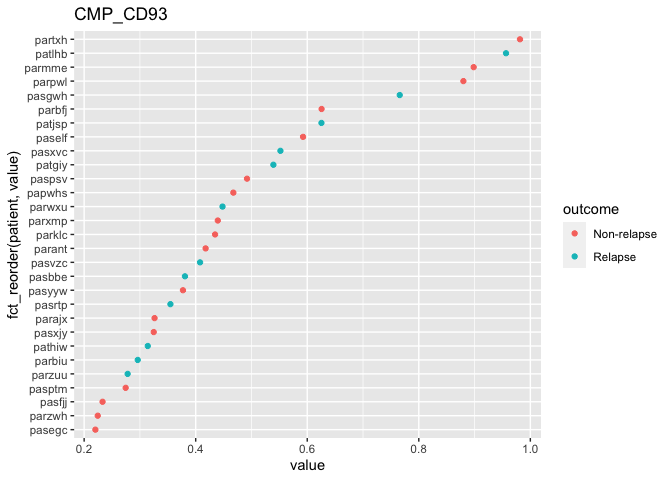 CMP_CD93
fct_reorder(patient, value)
partxh
patlhb
parmme
parpwl
pasgwh
parbfj
patjsp
paself
pasxvc
patgiy
paspsv
papwhs
parwxu
parxmp
parklc
parant
pasvzc
pasbbe
pasyyw
pasrtp
parajx
pasxjy
pathiw
parbiu
parzuu
pasptm
pasfjj
parzwh
pasegc
0.2 0.4 0.6 0.8 1.0
value
outcome
Non-relapse
Relapse